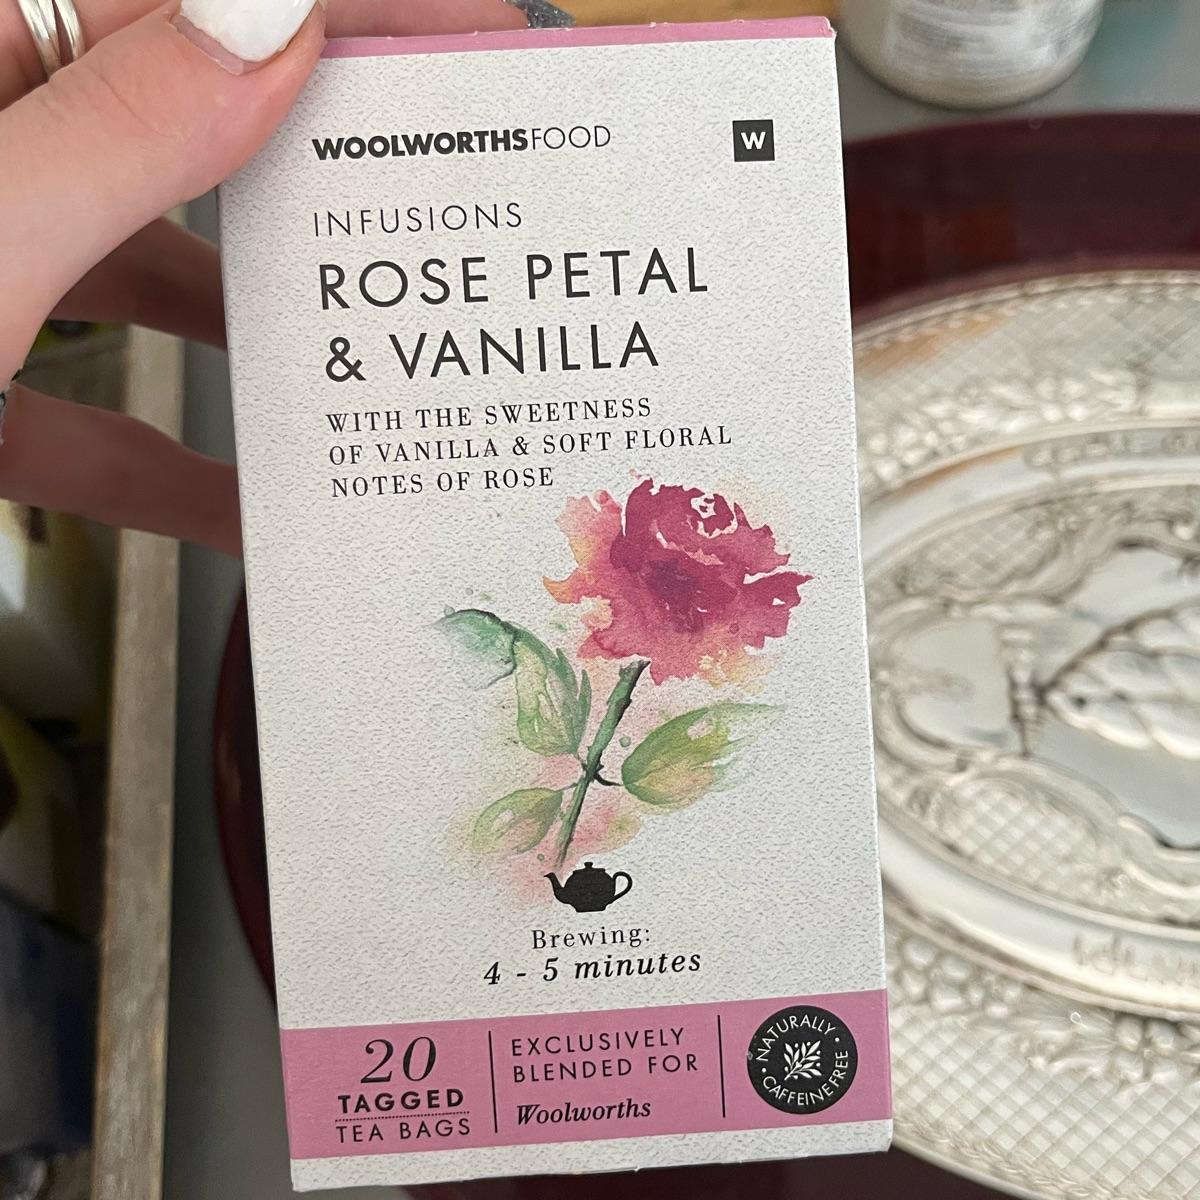 WOOLWORTHSFOOD
W
INFUSIONS
ROSE PETAL
& VANILLA
WITH THE SWEETNESS
OF VANILLA & SOFT FLORAL
NOTES OF ROSE
Brewing:
4 - 5 minutes
20
TAGGED
TEA BAGS
EXCLUSIVELY
BLENDED FOR
Woolworths
• NATURALLY •
CAFFEINE FREE